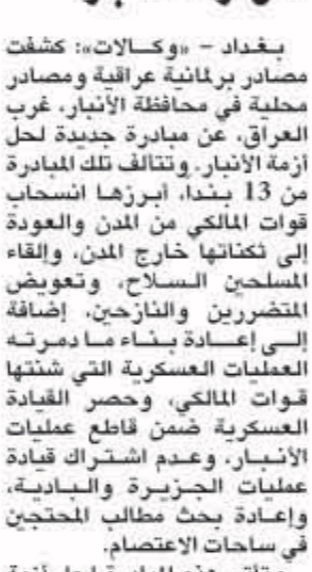 بغداد – «وكالات»: كشفت
مصادر برلمانية عراقية ومصادر
محلية في محافظة الأنبار، غرب
العراق، عن مبادرة جديدة لحل
أزمة الأنبار. وتتألف تلك المبادرة
من 13 بندا، أبرزها انسحاب
قوات المالكي من المدن والعودة
إلى ثكناتها خارج المدن، وإلقاء
المسلحين السلاح، وتعويض
المتضررين والنازحين، إضافة
إلى إعادة بناء ما دمرته
العمليات العسكرية التي شنتها
قوات المالكي، وحصر القيادة
العسكرية ضمن قاطع عمليات
الأنبار، وعدم اشتراك قيادة
عمليات الجزيرة والبادية،
وإعادة بحث مطالب المحتجين
في ساحات الاعتصام.